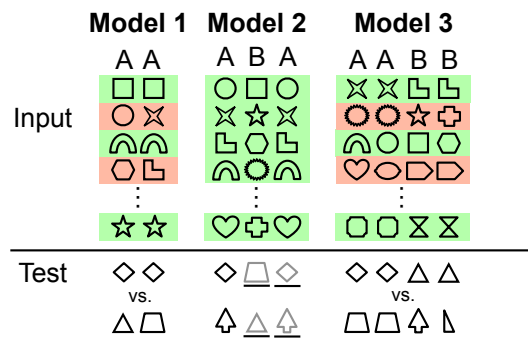 Model 1 Model 2 Model 3
A A A B A A A B B
Input
Test
vs. vs.